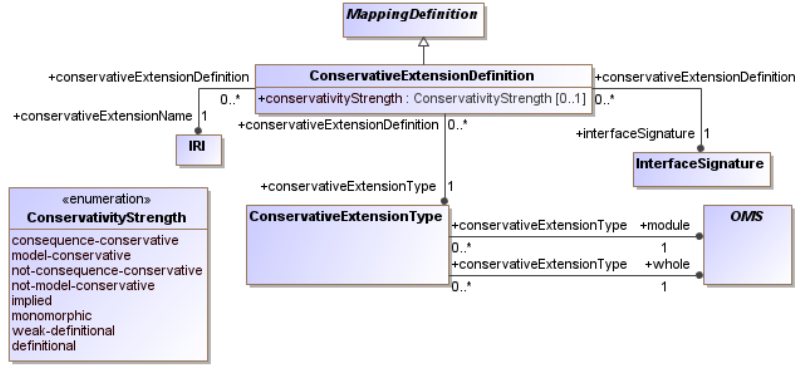 MappingDefinition
+conservativeExtensionDefinition
ConservativeExtensionDefinition
+conservativeExtensionDefinition
+conservativityStrength : ConservativityStrength [0..1]
0..*
0..*
+conservativeExtensionName 1
+conservativeExtensionDefinition 0..*
+interfaceSignature 1
IRI
InterfaceSignature
+conservativeExtensionType 1
«enumeration»
ConservativityStrength
consequence-conservative
model-conservative
not-consequence-conservative
not-model-conservative
implied
monomorphic
weak-definitional
definitional
ConservativeExtensionType
+conservativeExtensionType +module
0..* 1
+conservativeExtensionType +whole
0..* 1
OMS